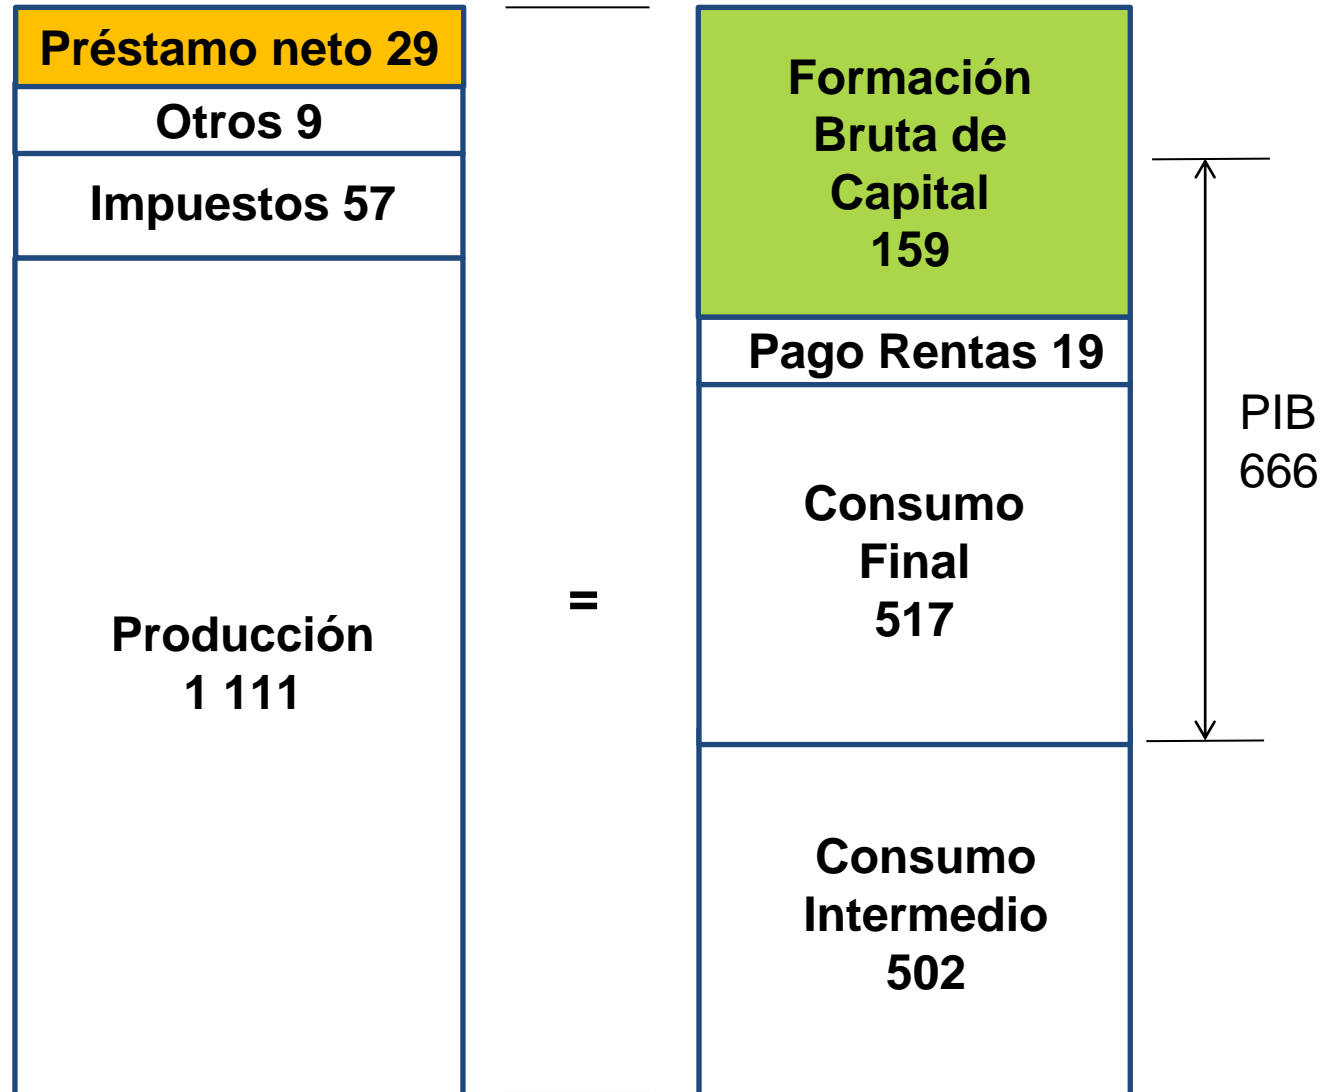 Préstamo neto 29
Otros 9
Impuestos 57
Producción
1 111
=
Formación
Bruta de
Capital
159
Pago Rentas 19
Consumo
Final
517
Consumo
Intermedio
502
PIB
666